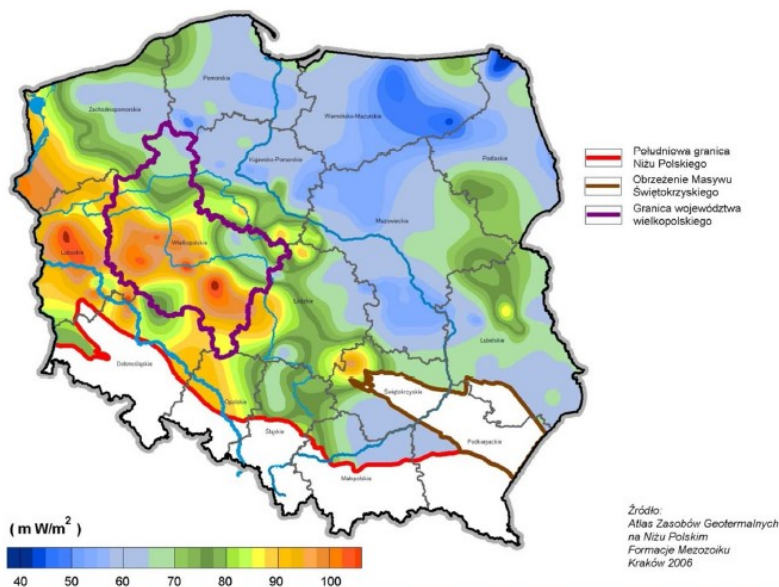 Pomorskie
Zachodniopomorskie
Warmińsko-Mazurskie
Kujawsko-Pomorskie
Podlaskie
Mazowieckie
Wielkopolskie
Lubuskie
Łódzkie
Lubelskie
Dolnośląskie
Świętokrzyskie
Opolskie
Śląskie
Podkarpackie
Małopolskie
Południowa granica
Niżu Polskiego
Obrzeżenie Masywu
Świętokrzyskiego
Granica województwa
wielkopolskiego
(m W/m²)
40 50 60 70 80 90 100
Źródło:
Atlas Zasobów Geotermalnych
na Niżu Polskim
Formacje Mezozoiku
Kraków 2006